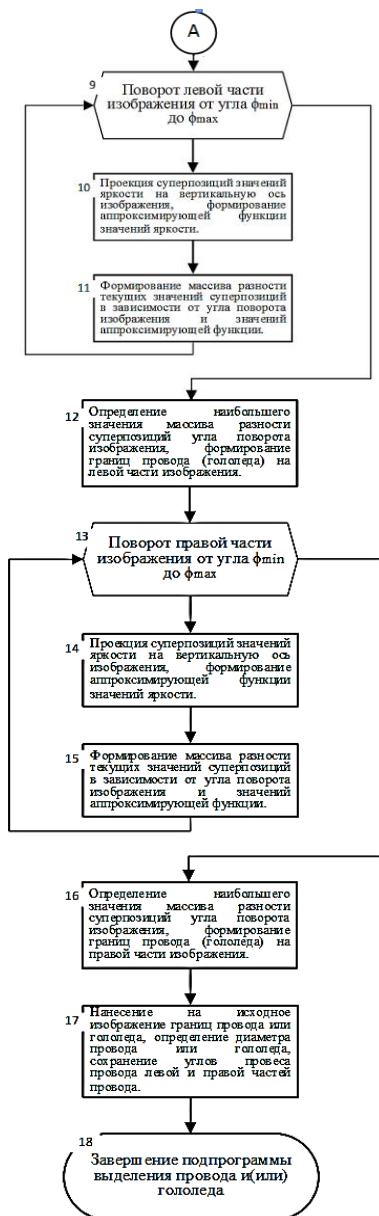 А
9
Поворот левой части
изображения от угла ϕmin
до ϕmax
10
Проекция суперпозиций значений
яркости на вертикальную ось
изображения, формирование
аппроксимирующей функции
значений яркости.
11
Формирование массива разности
текущих значений суперпозиций
в зависимости от угла поворота
изображения и значений
аппроксимирующей функции.
12
Определение наибольшего
значения массива разности
суперпозиций угла поворота
изображения, формирование
границ провода (гололеда) на
левой части изображения.
13
Поворот правой части
изображения от угла ϕmin
до ϕmax
14
Проекция суперпозиций значений
яркости на вертикальную ось
изображения, формирование
аппроксимирующей функции
значений яркости.
15
Формирование массива разности
текущих значений суперпозиций
в зависимости от угла поворота
изображения и значений
аппроксимирующей функции.
16
Определение наибольшего
значения массива разности
суперпозиций угла поворота
изображения, формирование
границ провода (гололеда) на
правой части изображения.
17
Нанесение на исходное
изображение границ провода или
гололеда, определение диаметра
провода или гололеда,
сохранение углов провеса
провода левой и правой частей
провода.
18
Завершение подпрограммы
выделения провода и(или)
гололеда